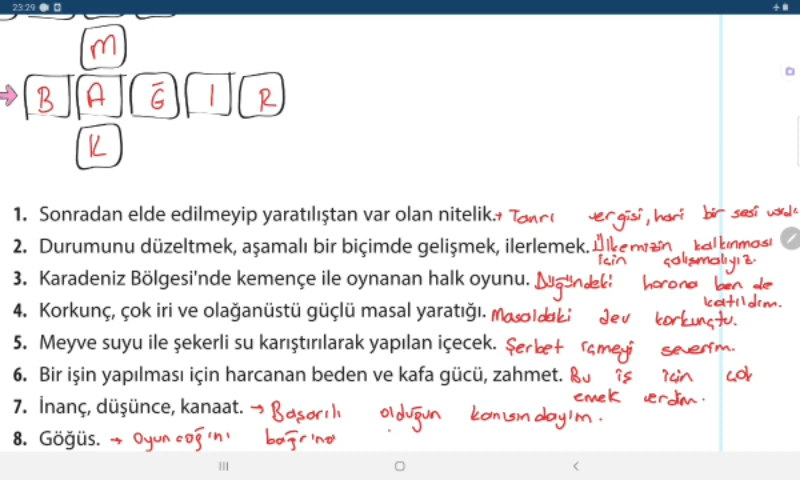 23:29
M
B A Ğ I R
K
1. Sonradan elde edilmeyip yaratılıştan var olan nitelik. → Tanrı vergisi, hari bir sesi vardı
2. Durumunu düzeltmek, aşamalı bir biçimde gelişmek, ilerlemek. Ülkemizin kalkınması
için çalışmalıyız.
3. Karadeniz Bölgesi'nde kemençe ile oynanan halk oyunu. Düğündeki horona ben de
katıldım.
4. Korkunç, çok iri ve olağanüstü güçlü masal yaratığı. Masaldaki dev korkunçtu.
5. Meyve suyu ile şekerli su karıştırılarak yapılan içecek. Şerbet içmeyi severim.
6. Bir işin yapılması için harcanan beden ve kafa gücü, zahmet. Bu iş için çok
emek verdim.
7. İnanç, düşünce, kanaat. → Başarılı olduğun kanısındayım.
8. Göğüs. → Oyuncağını bağrına